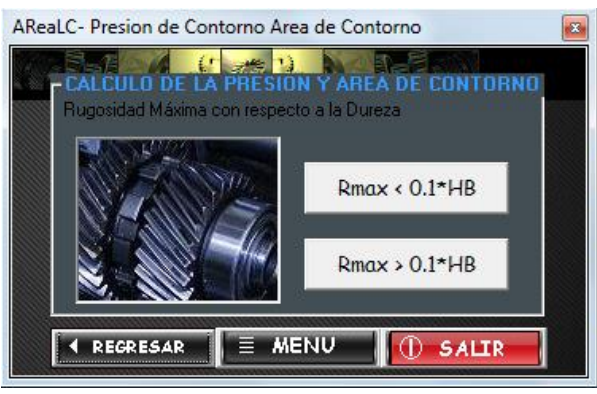 AReaLC- Presion de Contorno Area de Contorno
CALCULO DE LA PRESION Y AREA DE CONTORNO
Rugosidad Máxima con respecto a la Dureza
Rmax < 0.1*HB
Rmax > 0.1*HB
REGRESAR
MENU
SALIR